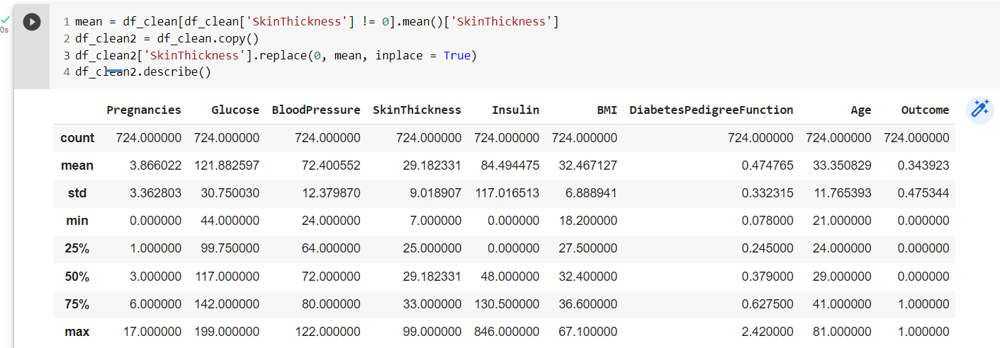 0s
1 mean = df_clean[df_clean['SkinThickness'] != 0].mean()['SkinThickness']
2 df_clean2 = df_clean.copy()
3 df_clean2['SkinThickness'].replace(0, mean, inplace = True)
4 df_clean2.describe()
Pregnancies Glucose BloodPressure SkinThickness Insulin BMI DiabetesPedigreeFunction Age Outcome
count 724.000000 724.000000 724.000000 724.000000 724.000000 724.000000 724.000000 724.000000 724.000000
mean 3.866022 121.882597 72.400552 29.182331 84.494475 32.467127 0.474765 33.350829 0.343923
std 3.362803 30.750030 12.379870 9.018907 117.016513 6.888941 0.332315 11.765393 0.475344
min 0.000000 44.000000 24.000000 7.000000 0.000000 18.200000 0.078000 21.000000 0.000000
25% 1.000000 99.750000 64.000000 25.000000 0.000000 27.500000 0.245000 24.000000 0.000000
50% 3.000000 117.000000 72.000000 29.182331 48.000000 32.400000 0.379000 29.000000 0.000000
75% 6.000000 142.000000 80.000000 33.000000 130.500000 36.600000 0.627500 41.000000 1.000000
max 17.000000 199.000000 122.000000 99.000000 846.000000 67.100000 2.420000 81.000000 1.000000